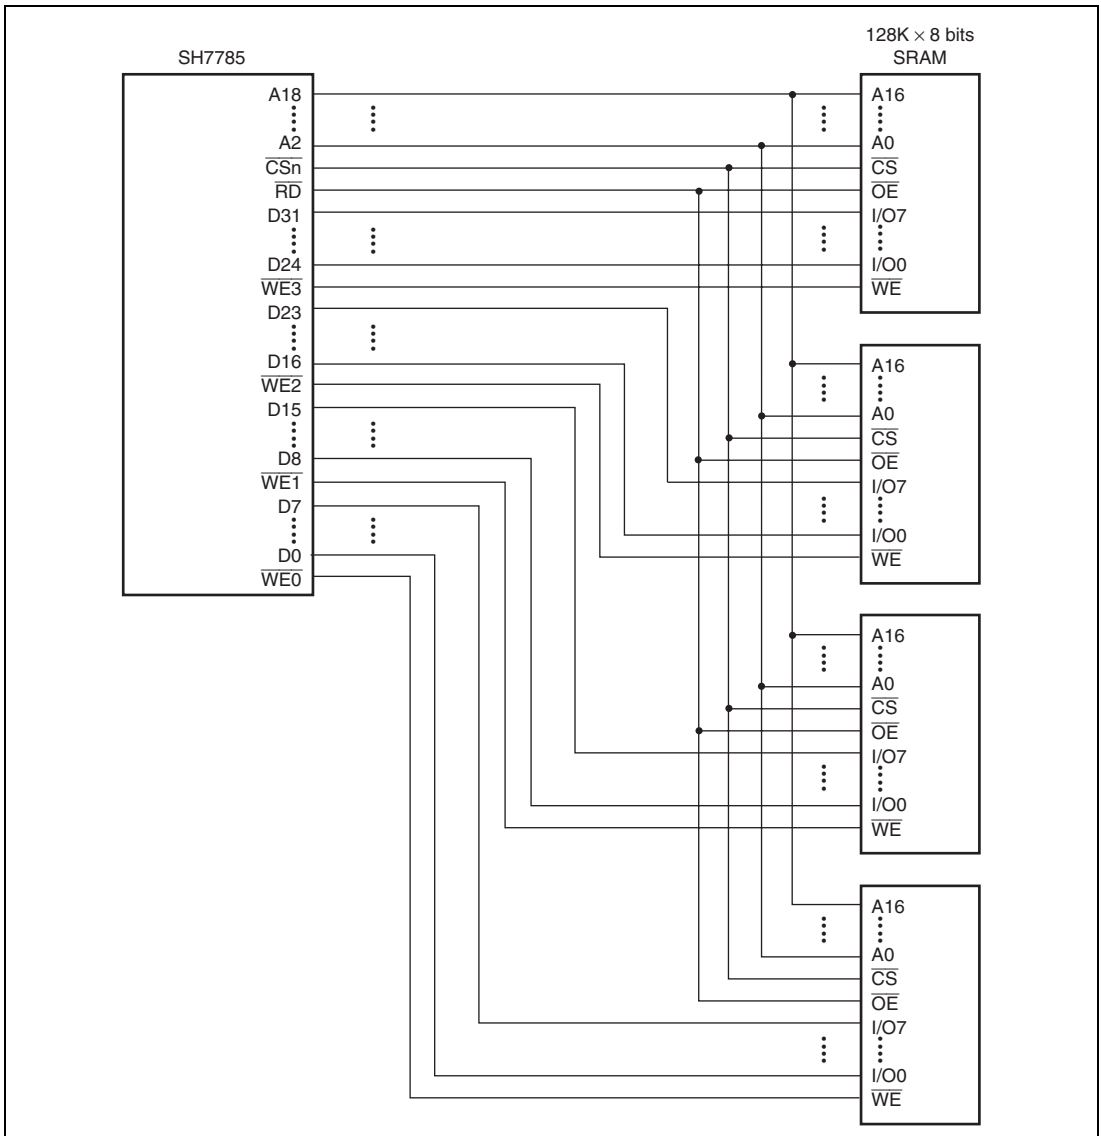 128K × 8 bits
SH7785
SRAM
A18
A2
CSn
RD
D31
D24
WE3
D23
D16
WE2
D15
D8
WE1
D7
D0
WE0
A16
A0
CS
OE
I/O7
I/O0
WE
A16
A0
CS
OE
I/O7
I/O0
WE
A16
A0
CS
OE
I/O7
I/O0
WE
A16
A0
CS
OE
I/O7
I/O0
WE